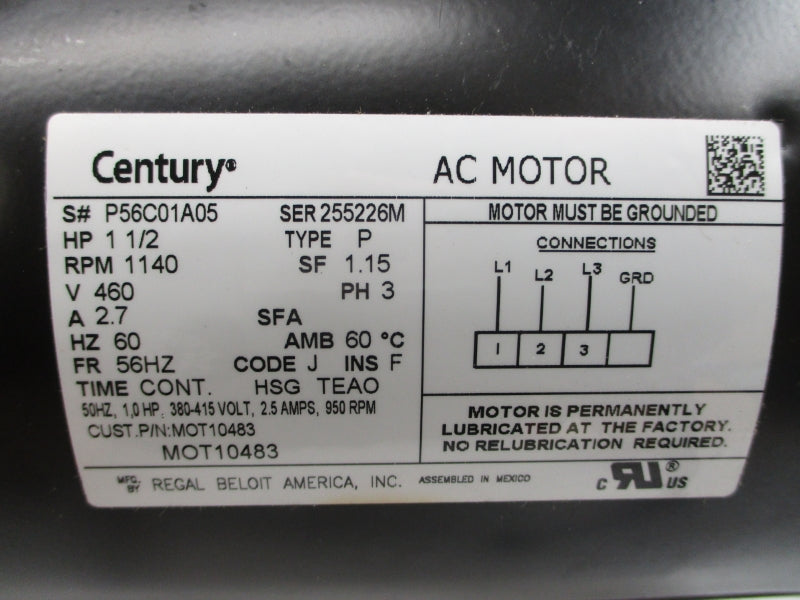 Century®
AC MOTOR
S# P56C01A05 SER 255226M
HP 1 1/2 TYPE P
RPM 1140 SF 1.15
V 460 PH 3
A 2.7 SFA
HZ 60 AMB 60 °C
FR 56HZ CODE J INS F
TIME CONT. HSG TEAO
50HZ, 1.0 HP, 380-415 VOLT, 2.5 AMPS, 950 RPM
CUST.P/N:MOT10483
MOT10483
MOTOR MUST BE GROUNDED
CONNECTIONS
L1 L2 L3 GRD
1 2 3
MOTOR IS PERMANENTLY
LUBRICATED AT THE FACTORY.
NO RELUBRICATION REQUIRED.
MFG. BY REGAL BELOIT AMERICA, INC. ASSEMBLED IN MEXICO
c RU ® US